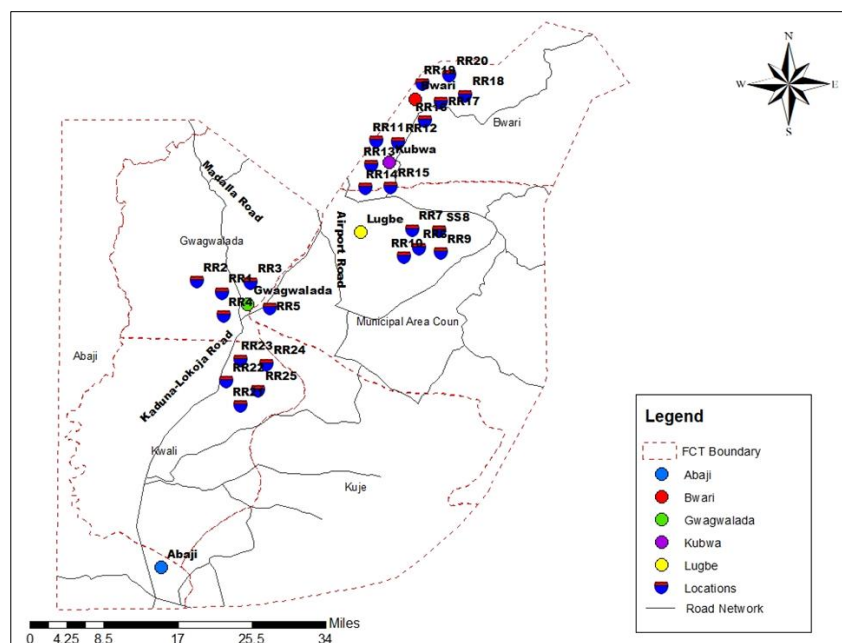 N
W
E
S
RR20
RR19
Bwari
RR18
RR17
RR16
Bwari
RR11
RR12
RR13
Kubwa
RR14
RR15
Madalla Road
Airport Road
Lugbe
RR7
SS8
RR9
RR10
Gwagwalada
RR2
RR3
RR4
Gwagwalada
RR5
Municipal Area Coun
Abaji
Kaduna-Lokoja Road
RR23
RR24
RR22
RR25
Kwali
Kuje
Abaji
Legend
FCT Boundary
Abaji
Bwari
Gwagwalada
Kubwa
Lugbe
Locations
Road Network
Miles
0 4.25 8.5 17 25.5 34